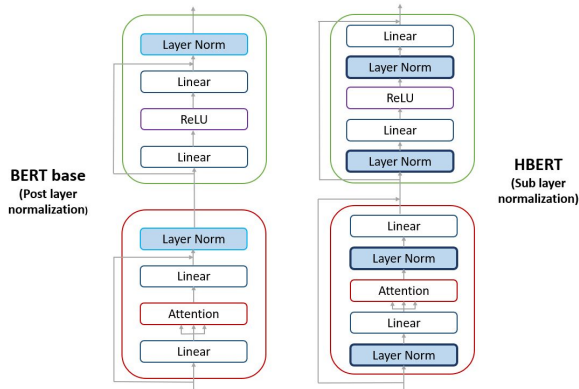 BERT base
(Post layer
normalization)
Layer Norm
Linear
ReLU
Linear
Layer Norm
Linear
Attention
Linear
Linear
Layer Norm
ReLU
Linear
Layer Norm
Linear
Layer Norm
Attention
Linear
Layer Norm
HBERT
(Sub layer
normalization)